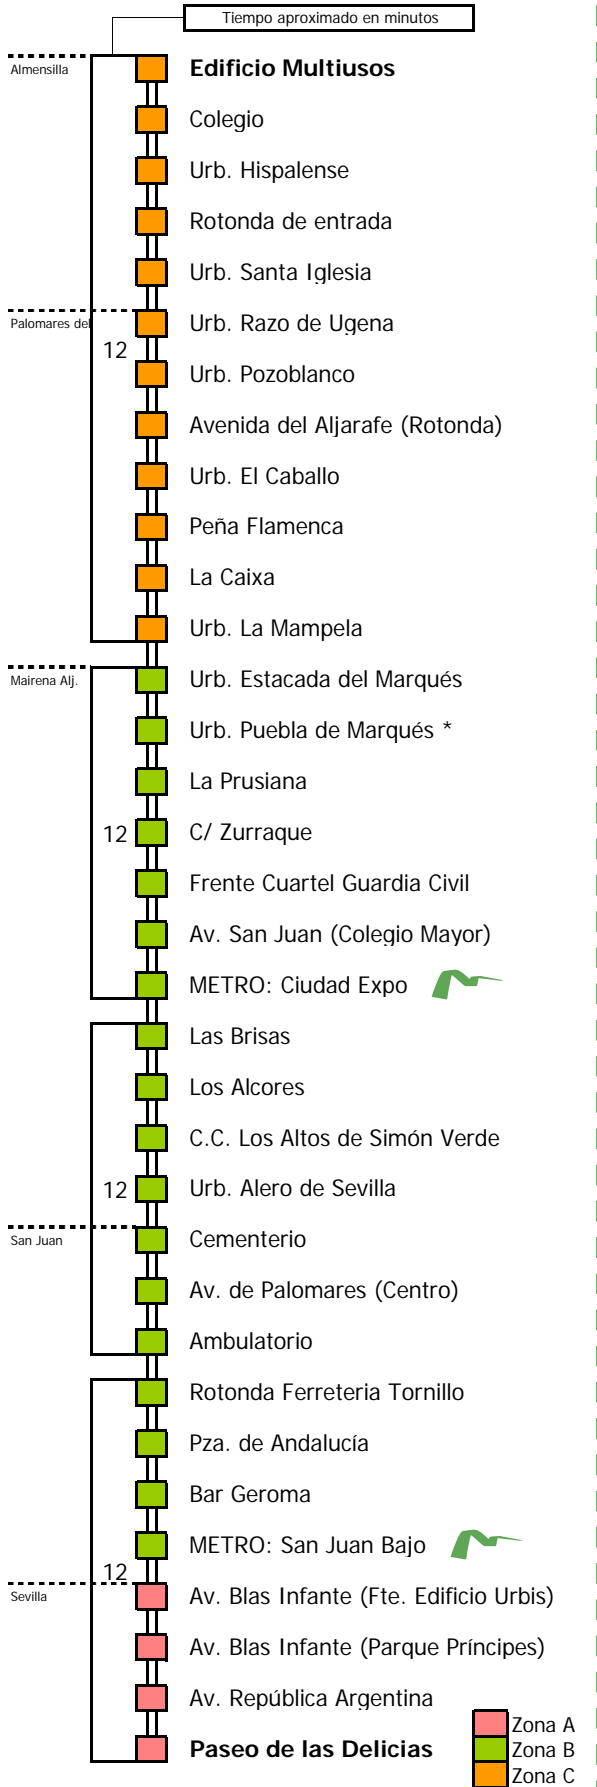 Tiempo aproximado en minutos
Almensilla
Edificio Multiusos
Colegio
Urb. Hispalense
Rotonda de entrada
Urb. Santa Iglesia
Palomares del
Urb. Razo de Ugena
12
Urb. Pozoblanco
Avenida del Aljarafe (Rotonda)
Urb. El Caballo
Peña Flamenca
La Caixa
Urb. La Mampela
Mairena Alj.
Urb. Estacada del Marqués
Urb. Puebla de Marqués *
La Prusiana
12
C/ Zurraque
Frente Cuartel Guardia Civil
Av. San Juan (Colegio Mayor)
METRO: Ciudad Expo
Las Brisas
Los Alcores
C.C. Los Altos de Simón Verde
12
Urb. Alero de Sevilla
San Juan
Cementerio
Av. de Palomares (Centro)
Ambulatorio
Rotonda Ferreteria Tornillo
Pza. de Andalucía
Bar Geroma
METRO: San Juan Bajo
12
Sevilla
Av. Blas Infante (Fte. Edificio Urbis)
Av. Blas Infante (Parque Príncipes)
Av. República Argentina
Paseo de las Delicias
Zona A
Zona B
Zona C